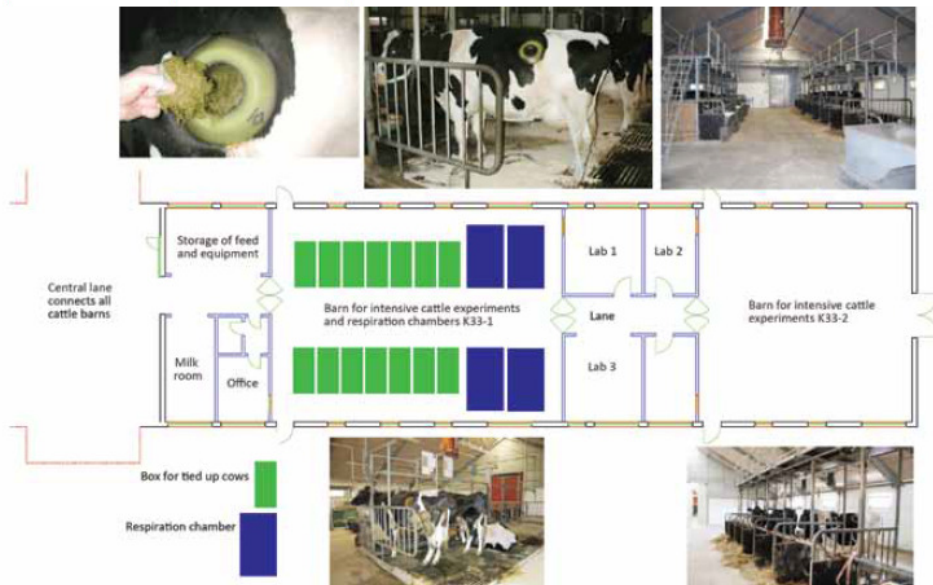 Storage of feed
and equipment
Lab 1
Lab 2
Central lane
connects all
cattle barns
Barn for intensive cattle experiments
and respiration chambers K33-1
Lane
Barn for intensive cattle
experiments K33-2
Milk
room
Office
Lab 3
Box for tied up cows
Respiration chamber